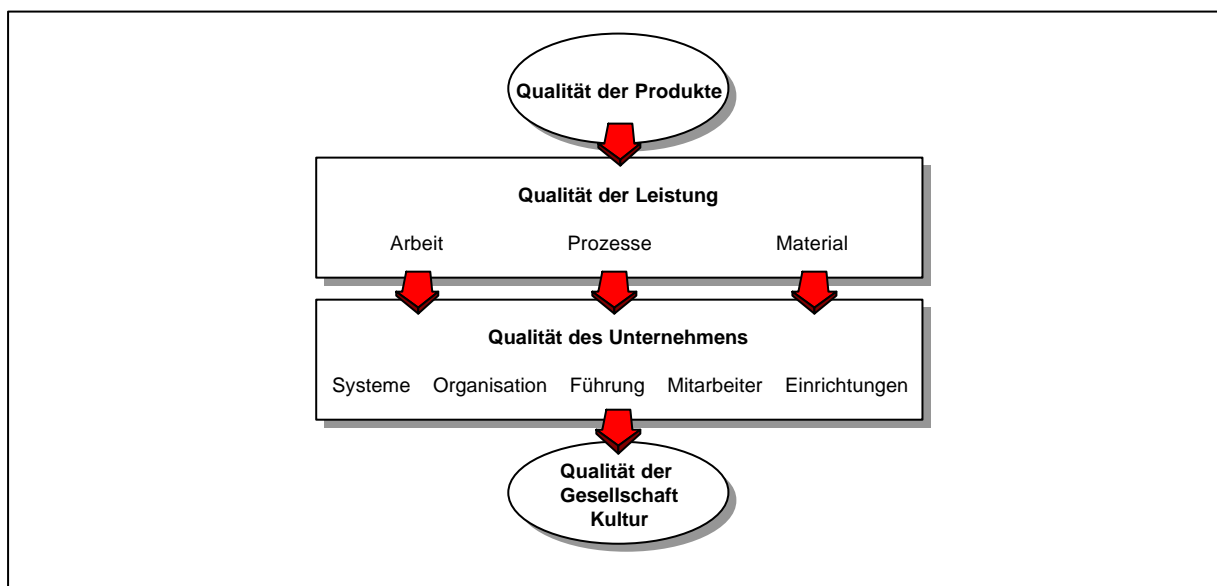 Qualität der Produkte
Qualität der Leistung
Arbeit Prozesse Material
Qualität des Unternehmens
Systeme Organisation Führung Mitarbeiter Einrichtungen
Qualität der
Gesellschaft
Kultur